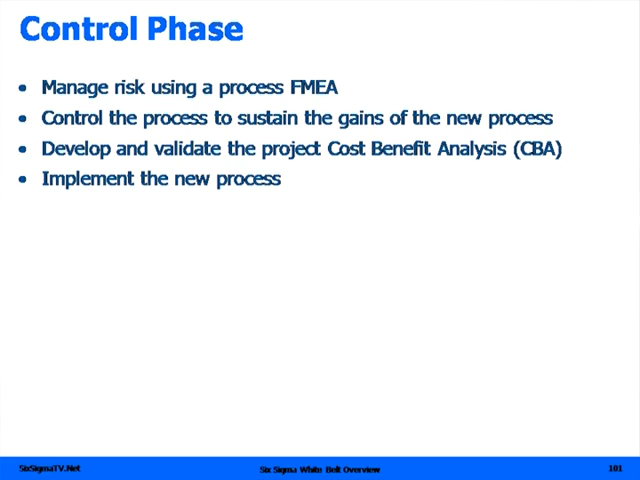 Control Phase
• Manage risk using a process FMEA
• Control the process to sustain the gains of the new process
• Develop and validate the project Cost Benefit Analysis (CBA)
• Implement the new process
SixSigmaTV.Net Six Sigma White Belt Overview 101